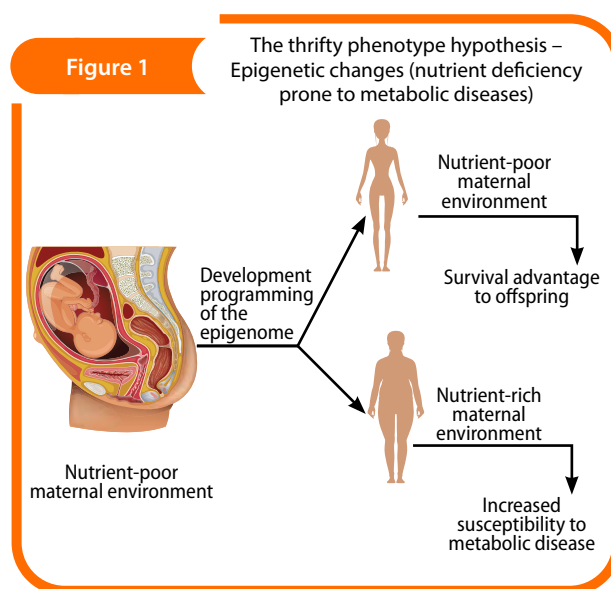 Figure 1
The thrifty phenotype hypothesis –
Epigenetic changes (nutrient deficiency
prone to metabolic diseases)
Nutrient-poor
maternal
environment
Survival advantage
to offspring
Development
programming
of the
epigenome
Nutrient-poor
maternal environment
Nutrient-rich
maternal
environment
Increased
susceptibility to
metabolic disease